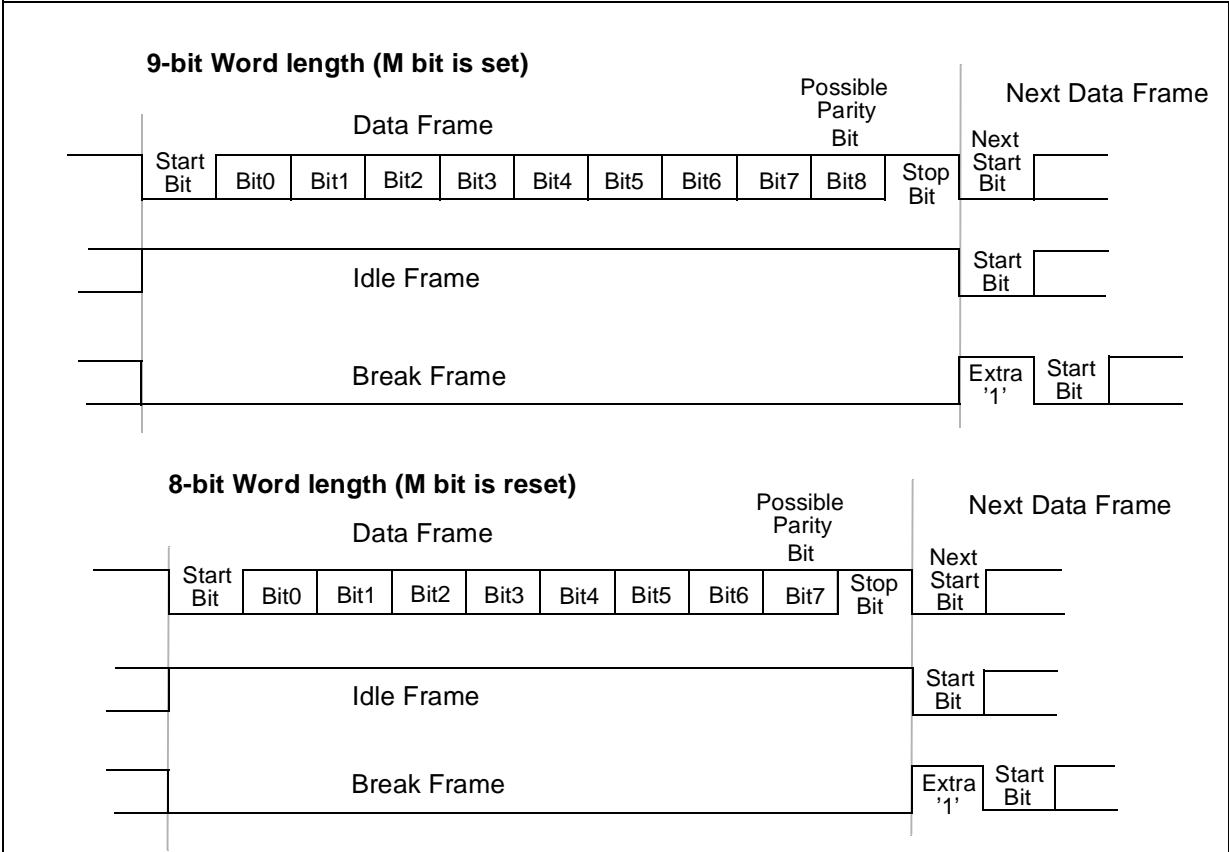 9-bit Word length (M bit is set)
Possible
Parity
Bit
Next Data Frame
Data Frame
Next
Start
Bit
Start
Bit
Bit0
Bit1
Bit2
Bit3
Bit4
Bit5
Bit6
Bit7
Bit8
Stop
Bit
Idle Frame
Start
Bit
Break Frame
Extra
'1'
Start
Bit
8-bit Word length (M bit is reset)
Possible
Parity
Bit
Next Data Frame
Data Frame
Next
Start
Bit
Start
Bit
Bit0
Bit1
Bit2
Bit3
Bit4
Bit5
Bit6
Bit7
Stop
Bit
Idle Frame
Start
Bit
Break Frame
Extra
'1'
Start
Bit